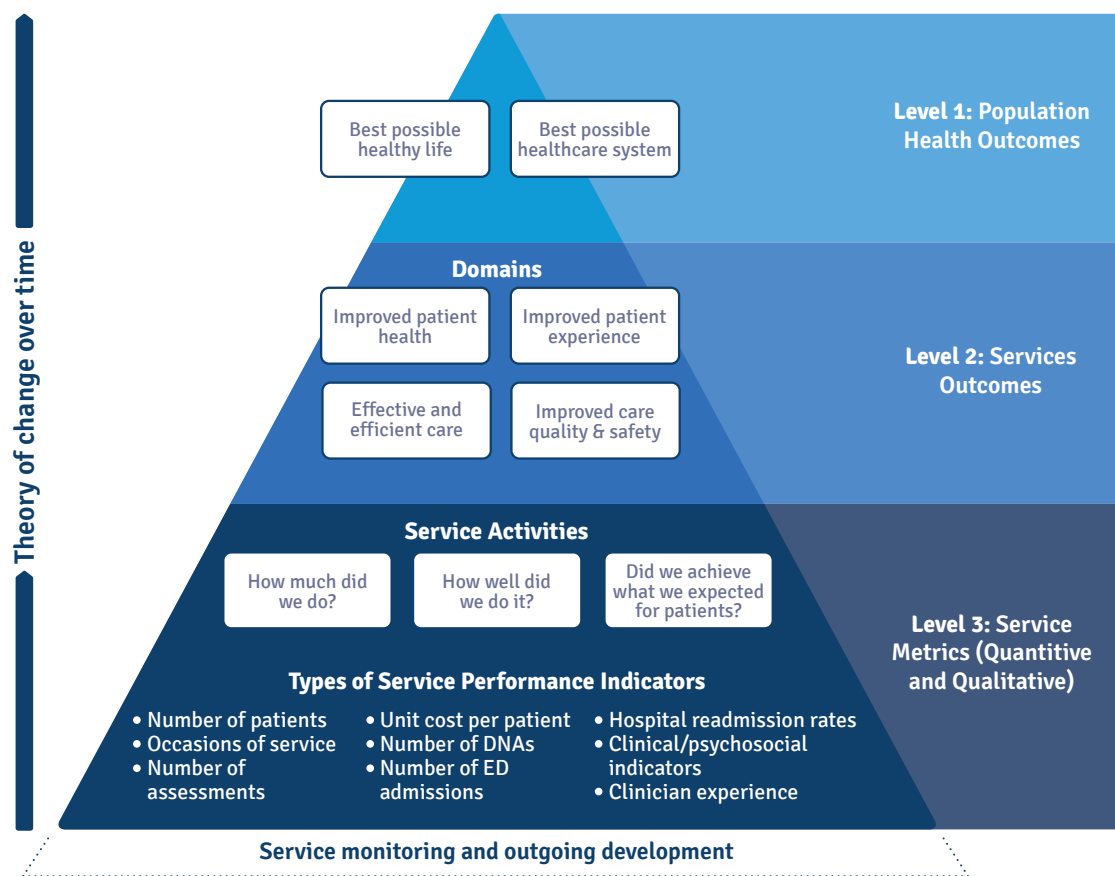 Theory of change over time
Best possible
healthy life
Best possible
healthcare system
Level 1: Population
Health Outcomes
Domains
Improved patient
health
Improved patient
experience
Effective and
efficient care
Improved care
quality & safety
Level 2: Services
Outcomes
Service Activities
How much did
we do?
How well did
we do it?
Did we achieve
what we expected
for patients?
Level 3: Service
Metrics (Quantitive
and Qualitative)
Types of Service Performance Indicators
• Number of patients
• Occasions of service
• Number of
assessments
• Unit cost per patient
• Number of DNAs
• Number of ED
admissions
• Hospital readmission rates
• Clinical/psychosocial
indicators
• Clinician experience
Service monitoring and outgoing development